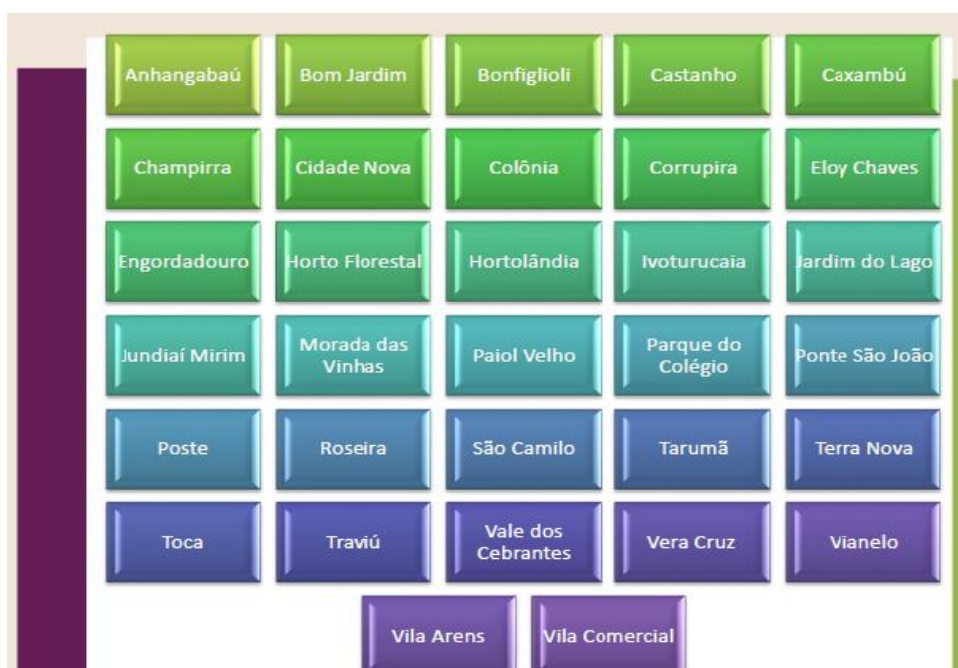 Anhangabaú
Bom Jardim
Bonfiglioli
Castanho
Caxambú
Champirra
Cidade Nova
Colônia
Corrupira
Eloy Chaves
Engordadouro
Horto Florestal
Hortolândia
Ivoturucaia
Jardim do Lago
Jundiaí Mirim
Morada das
Vinhas
Paiol Velho
Parque do
Colégio
Ponte São João
Poste
Roseira
São Camilo
Tarumã
Terra Nova
Toca
Traviú
Vale dos
Cebrantes
Vera Cruz
Vianelo
Vila Arens
Vila Comercial